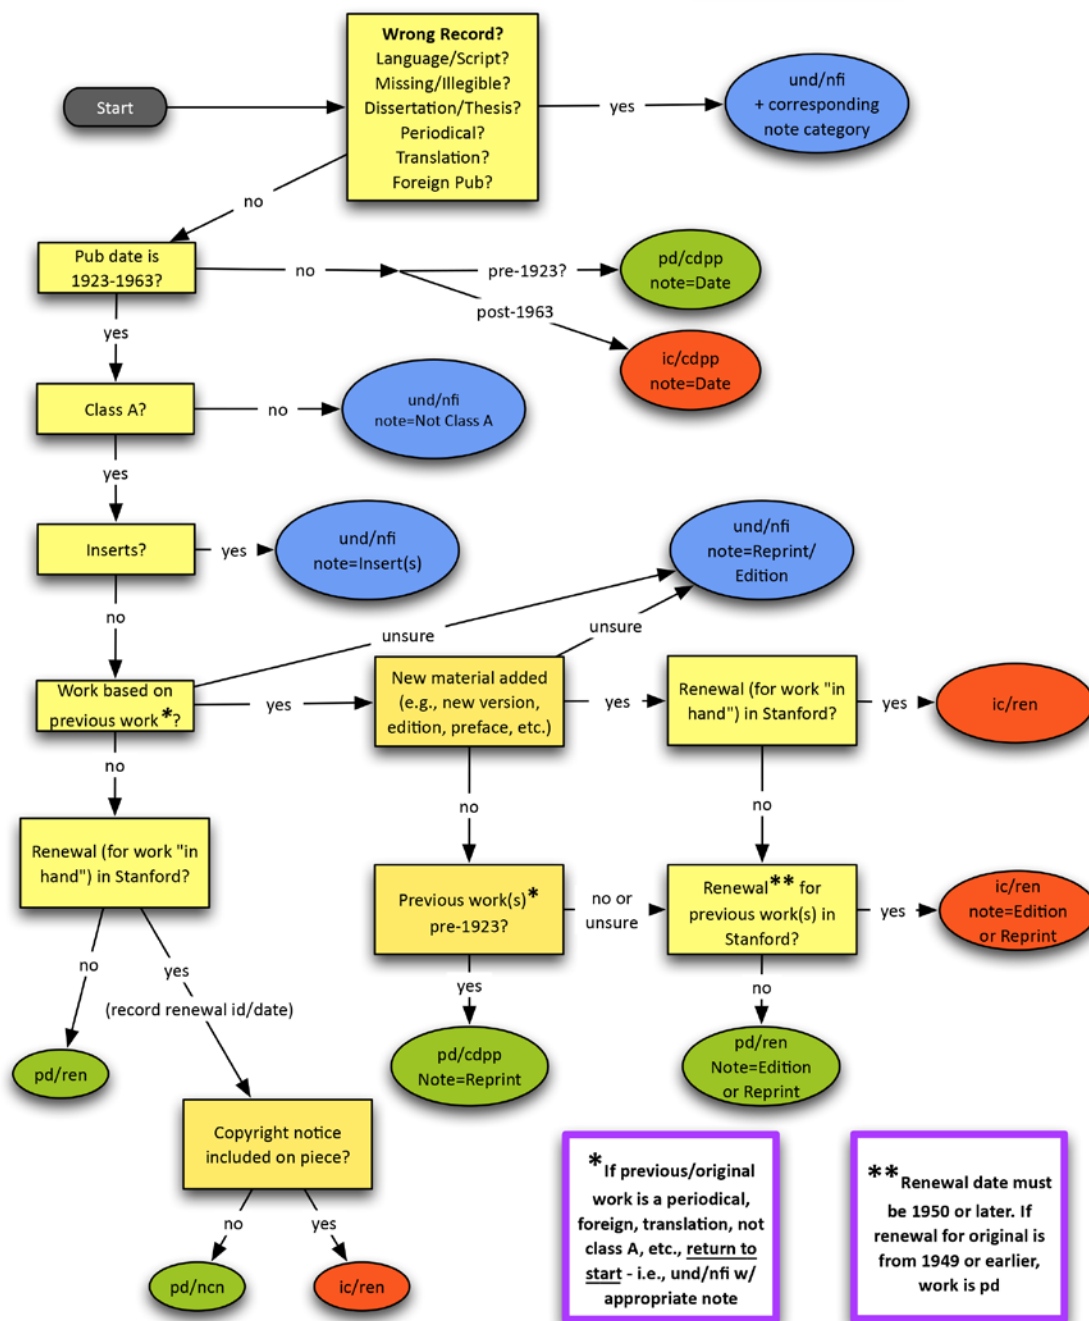 Wrong Record?
Language/Script?
Missing/Illegible?
Dissertation/Thesis?
Periodical?
Translation?
Foreign Pub?
Start
yes
und/nfi
+ corresponding
note category
no
Pub date is
1923-1963?
no
pre-1923?
pd/cdpp
note=Date
post-1963
ic/cdpp
note=Date
yes
Class A?
no
und/nfi
note=Not Class A
yes
Inserts?
yes
und/nfi
note=Insert(s)
und/nfi
note=Reprint/
Edition
no
unsure
unsure
Work based on
previous work*?
yes
New material added
(e.g., new version,
edition, preface, etc.)
yes
Renewal (for work "in
hand") in Stanford?
yes
ic/ren
no
no
no
Renewal (for work "in
hand") in Stanford?
Previous work(s)*
pre-1923?
no or
unsure
Renewal** for
previous work(s) in
Stanford?
yes
ic/ren
note=Edition
or Reprint
no
yes
(record renewal id/date)
yes
no
pd/ren
pd/cdpp
Note=Reprint
pd/ren
Note=Edition
or Reprint
Copyright notice
included on piece?
no
yes
pd/ncn
ic/ren
*If previous/original
work is a periodical,
foreign, translation, not
class A, etc., return to
start - i.e., und/nfi w/
appropriate note
**Renewal date must
be 1950 or later. If
renewal for original is
from 1949 or earlier,
work is pd